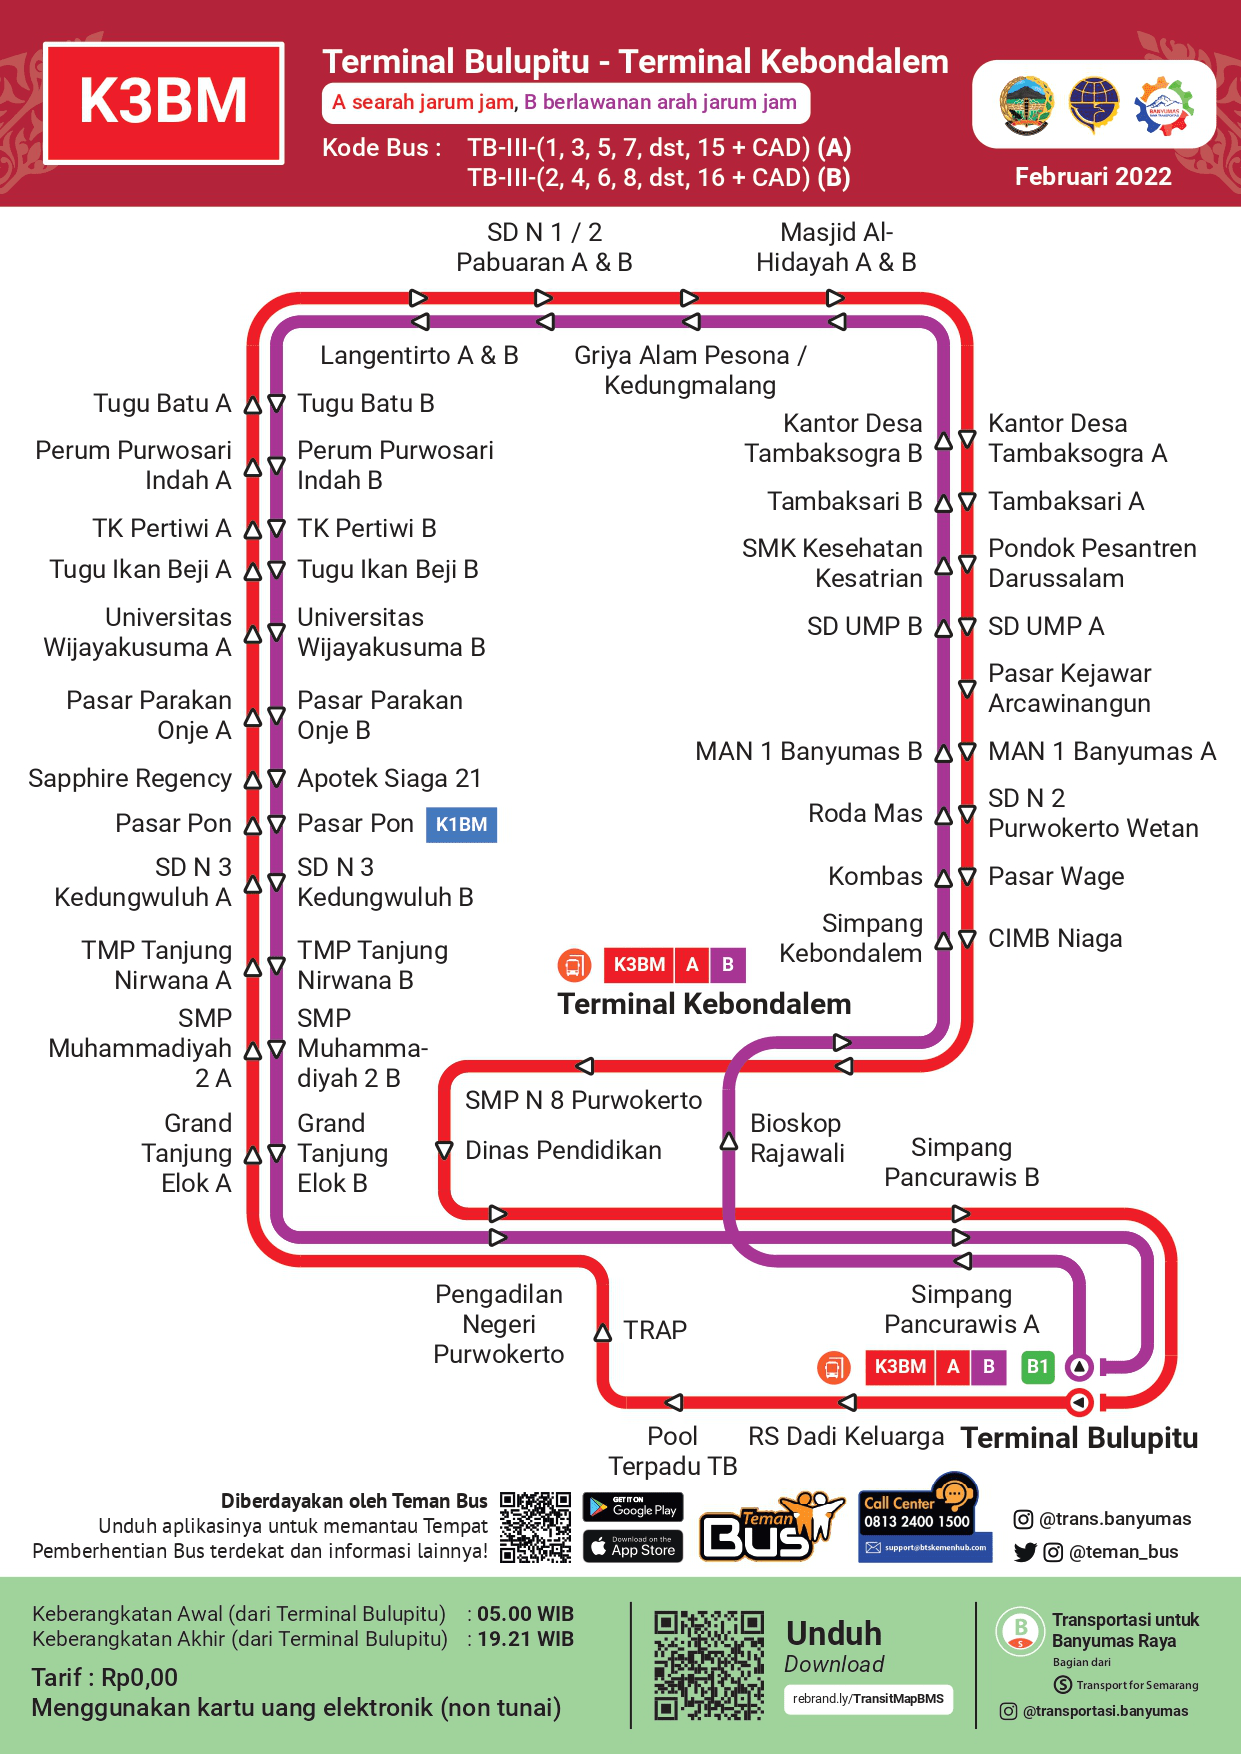 K3BM
Terminal Bulupitu - Terminal Kebondalem
A searah jarum jam, B berlawanan arah jarum jam
Kode Bus : TB-III-(1, 3, 5, 7, dst, 15 + CAD) (A)
TB-III-(2, 4, 6, 8, dst, 16 + CAD) (B)
BANYUMAS
Februari 2022
SD N 1 / 2
Pabuaran A & B
Masjid Al-
Hidayah A & B
Langentirto A & B
Griya Alam Pesona /
Kedungmalang
Tugu Batu A
Perum Purwosari
Indah A
TK Pertiwi A
Tugu Ikan Beji A
Universitas
Wijayakusuma A
Pasar Parakan
Onje A
Sapphire Regency
Pasar Pon
SD N 3
Kedungwuluh A
TMP Tanjung
Nirwana A
SMP
Muhammadiyah
2 A
Grand
Tanjung
Elok A
Tugu Batu B
Perum Purwosari
Indah B
TK Pertiwi B
Tugu Ikan Beji B
Universitas
Wijayakusuma B
Pasar Parakan
Onje B
Apotek Siaga 21
Pasar Pon K1BM
SD N 3
Kedungwuluh B
TMP Tanjung
Nirwana B
SMP
Muhamma-
diyah 2 B
Grand
Tanjung
Elok B
Kantor Desa
Tambaksogra B
Tambaksari B
SMK Kesehatan
Kesatrian
SD UMP B
MAN 1 Banyumas B
Roda Mas
Kombas
Simpang
Kebondalem
Kantor Desa
Tambaksogra A
Tambaksari A
Pondok Pesantren
Darussalam
SD UMP A
Pasar Kejawar
Arcawinangun
MAN 1 Banyumas A
SD N 2
Purwokerto Wetan
Pasar Wage
CIMB Niaga
K3BM A B
Terminal Kebondalem
SMP N 8 Purwokerto
Dinas Pendidikan
Bioskop
Rajawali
Simpang
Pancurawis B
Pengadilan
Negeri
Purwokerto
TRAP
Simpang
Pancurawis A
K3BM A B B1
Terminal Bulupitu
Pool
Terpadu TB
RS Dadi Keluarga
Diberdayakan oleh Teman Bus
Unduh aplikasinya untuk memantau Tempat
Pemberhentian Bus terdekat dan informasi lainnya!
GET IT ON
Google Play
Download on the
App Store
Teman
Bus
Call Center
0813 2400 1500
support@btskemenhub.com
@trans.banyumas
@teman_bus
Keberangkatan Awal (dari Terminal Bulupitu) : 05.00 WIB
Keberangkatan Akhir (dari Terminal Bulupitu) : 19.21 WIB
Tarif : Rp0,00
Menggunakan kartu uang elektronik (non tunai)
Unduh
Download
rebrand.ly/TransitMapBMS
B
S
Transportasi untuk
Banyumas Raya
Bagian dari
S Transport for Semarang
@transportasi.banyumas